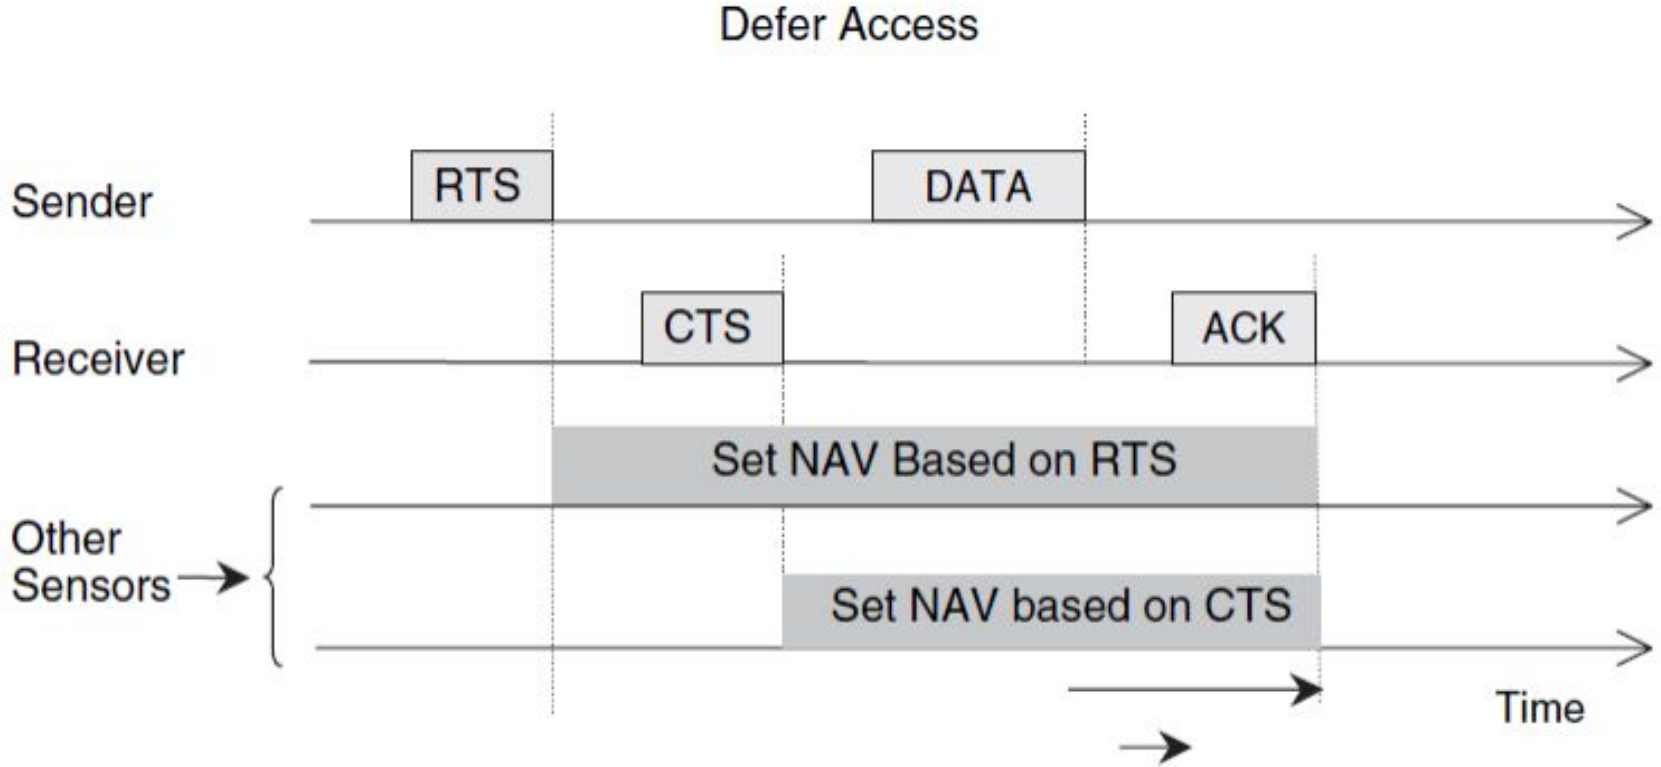 Defer Access
Sender
RTS
DATA
Receiver
CTS
ACK
Set NAV Based on RTS
Other
Sensors
Set NAV based on CTS
Time